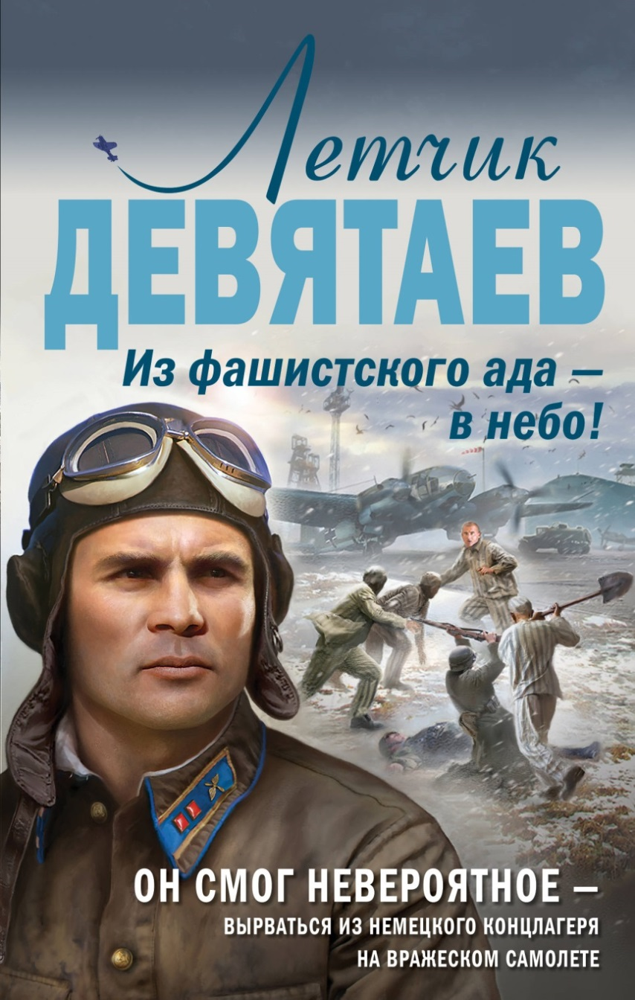 Летчик
ДЕВЯТАЕВ
Из фашистского ада –
в небо!
ОН СМОГ НЕВЕРОЯТНОЕ –
ВЫРВАТЬСЯ ИЗ НЕМЕЦКОГО КОНЦЛАГЕРЯ
НА ВРАЖЕСКОМ САМОЛЕТЕ